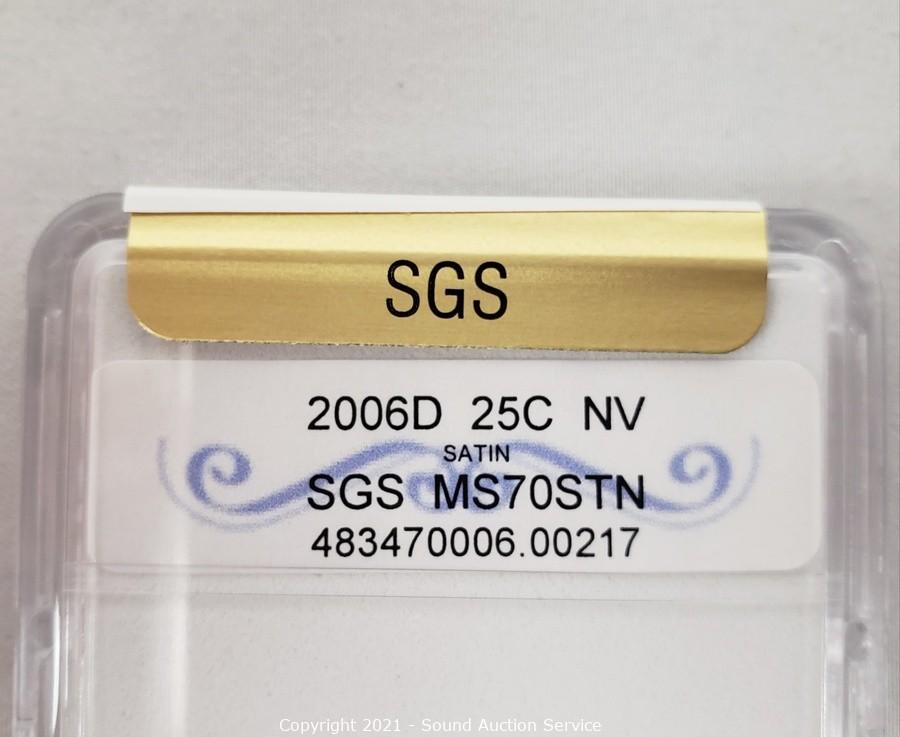 SGS
2006D 25C NV
SATIN
SGS MS70STN
483470006.00217
Copyright 2021 - Sound Auction Service